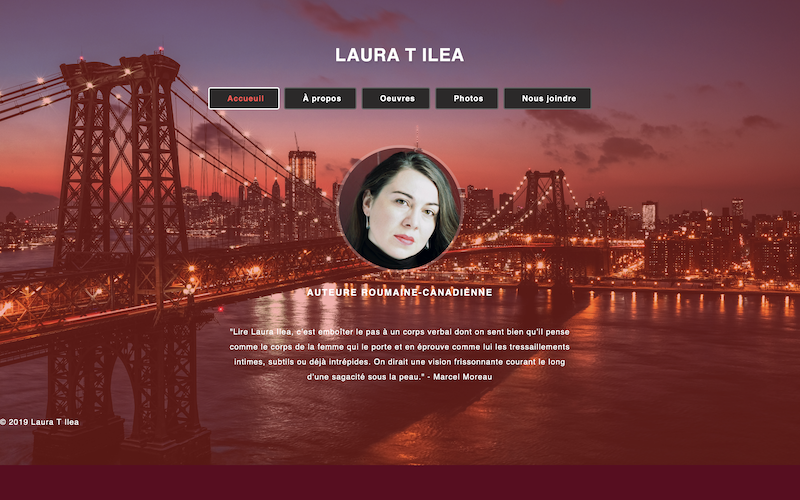 LAURA T ILEA
Accueuil
À propos
Oeuvres
Photos
Nous joindre
AUTEURE ROUMAINE-CANADIENNE
"Lire Laura Ilea, c'est emboîter le pas à un corps verbal dont on sent bien qu'il pense
comme le corps de la femme qui le porte et en éprouve comme lui les tressaillements
intimes, subtils ou déjà intrépides. On dirait une vision frissonnante courant le long
d'une sagacité sous la peau." - Marcel Moreau
© 2019 Laura T Ilea